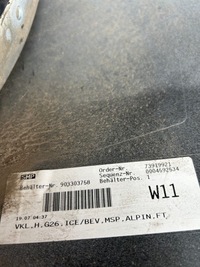 SMP
Order-Nr. 73919921
Behälter-Nr. 903303758 Sequenz-Nr. 0004692634
Behälter-Pos. 1
W11
19.07 04:37
VKL.H.G26.ICE/BEV.MSP.ALPIN.FT